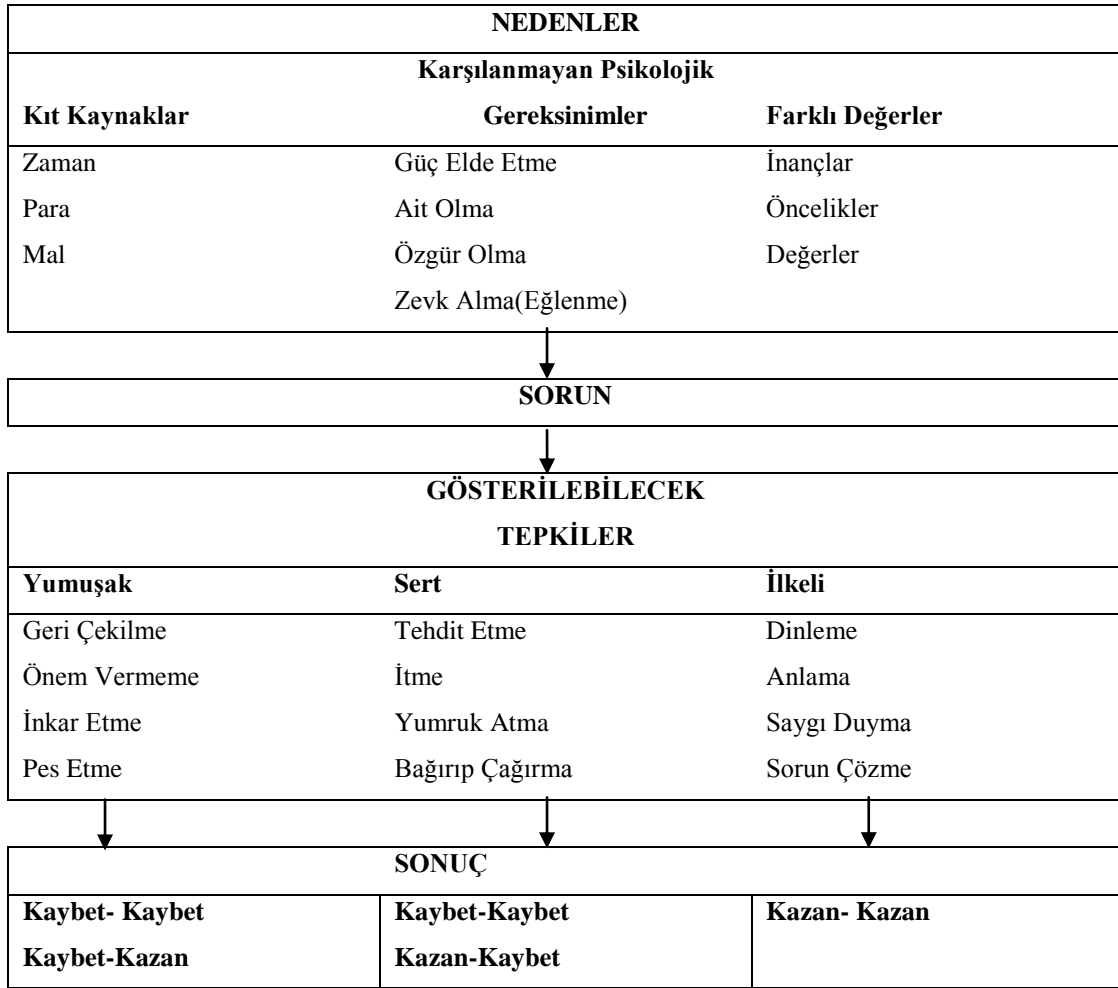 NEDENLER
Karşılanmayan Psikolojik
Kıt Kaynaklar Gereksinimler Farklı Değerler
Zaman Güç Elde Etme İnançlar
Para Ait Olma Öncelikler
Mal Özgür Olma Değerler
Zevk Alma(Eğlenme)
SORUN
GÖSTERİLEBİLECEK
TEPKİLER
Yumuşak Sert İlkeli
Geri Çekilme Tehdit Etme Dinleme
Önem Vermeme İtme Anlama
İnkar Etme Yumruk Atma Saygı Duyma
Pes Etme Bağırıp Çağırma Sorun Çözme
SONUÇ
Kaybet- Kaybet Kaybet-Kaybet Kazan- Kazan
Kaybet-Kazan Kazan-Kaybet